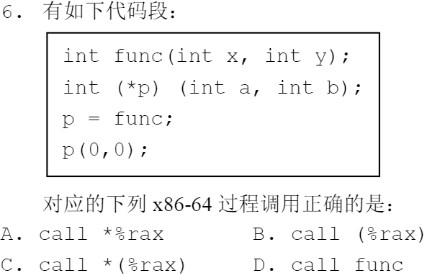 6. 有如下代码段：
int func(int x, int y);
int (*p) (int a, int b);
p = func;
p(0,0);
对应的下列 x86-64 过程调用正确的是：
A. call *%rax B. call (%rax)
C. call *(%rax) D. call func